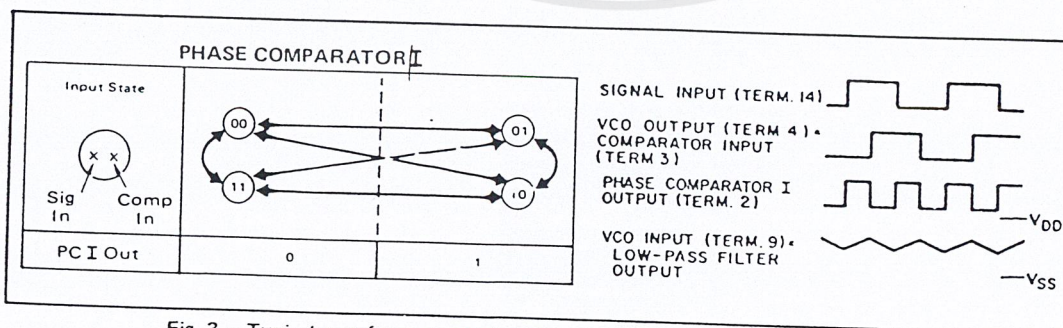 PHASE COMPARATOR I
Input State
00
01
x x
11
10
Sig In
Comp In
PC I Out
0
1
SIGNAL INPUT (TERM. 14)
VCO OUTPUT (TERM 4) =
COMPARATOR INPUT
(TERM 3)
PHASE COMPARATOR I
OUTPUT (TERM. 2)
VDD
VCO INPUT (TERM. 9) =
LOW-PASS FILTER
OUTPUT
VSS